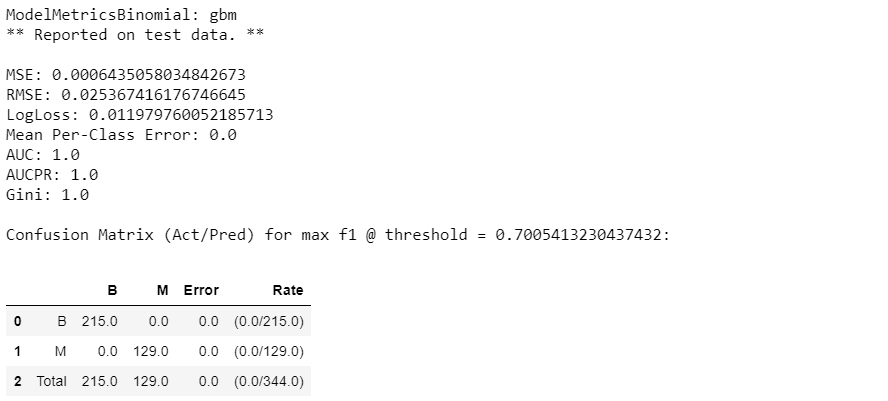 ModelMetricsBinomial: gbm
** Reported on test data. **
MSE: 0.0006435058034842673
RMSE: 0.025367416176746645
LogLoss: 0.011979760052185713
Mean Per-Class Error: 0.0
AUC: 1.0
AUCPR: 1.0
Gini: 1.0
Confusion Matrix (Act/Pred) for max f1 @ threshold = 0.7005413230437432:
B M Error Rate
0 B 215.0 0.0 0.0 (0.0/215.0)
1 M 0.0 129.0 0.0 (0.0/129.0)
2 Total 215.0 129.0 0.0 (0.0/344.0)